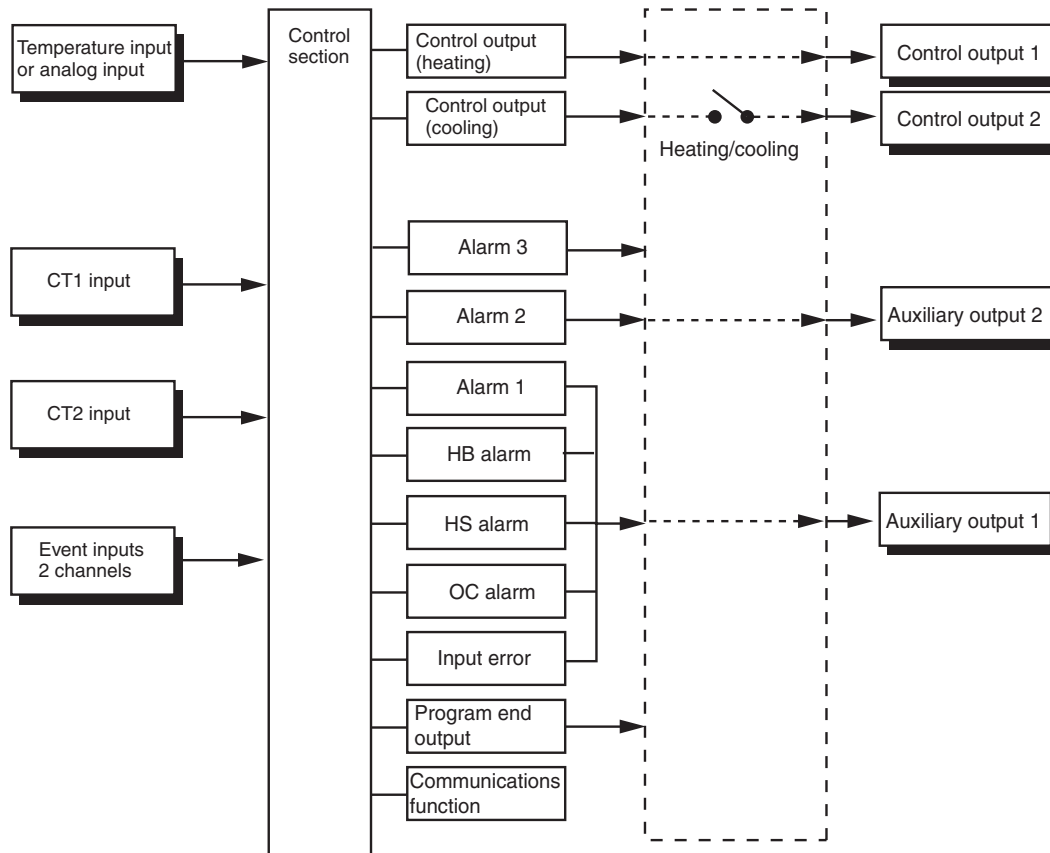 Temperature input
or analog input
CT1 input
CT2 input
Event inputs
2 channels
Control
section
Control output
(heating)
Control output
(cooling)
Alarm 3
Alarm 2
Alarm 1
HB alarm
HS alarm
OC alarm
Input error
Program end
output
Communications
function
Heating/cooling
Control output 1
Control output 2
Auxiliary output 2
Auxiliary output 1